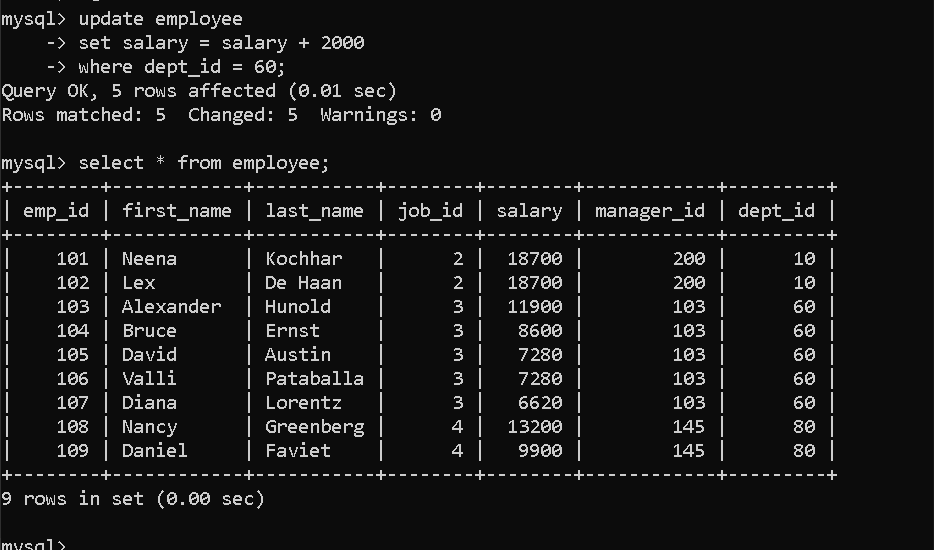 mysql> update employee
    -> set salary = salary + 2000
    -> where dept_id = 60;
Query OK, 5 rows affected (0.01 sec)
Rows matched: 5  Changed: 5  Warnings: 0

mysql> select * from employee;
+--------+------------+-----------+--------+--------+------------+---------+
| emp_id | first_name | last_name | job_id | salary | manager_id | dept_id |
+--------+------------+-----------+--------+--------+------------+---------+
|    101 | Neena      | Kochhar   |      2 |  18700 |        200 |      10 |
|    102 | Lex        | De Haan   |      2 |  18700 |        200 |      10 |
|    103 | Alexander  | Hunold    |      3 |  11900 |        103 |      60 |
|    104 | Bruce      | Ernst     |      3 |   8600 |        103 |      60 |
|    105 | David      | Austin    |      3 |   7280 |        103 |      60 |
|    106 | Valli      | Pataballa |      3 |   7280 |        103 |      60 |
|    107 | Diana      | Lorentz   |      3 |   6620 |        103 |      60 |
|    108 | Nancy      | Greenberg |      4 |  13200 |        145 |      80 |
|    109 | Daniel     | Faviet    |      4 |   9900 |        145 |      80 |
+--------+------------+-----------+--------+--------+------------+---------+
9 rows in set (0.00 sec)

mysql>